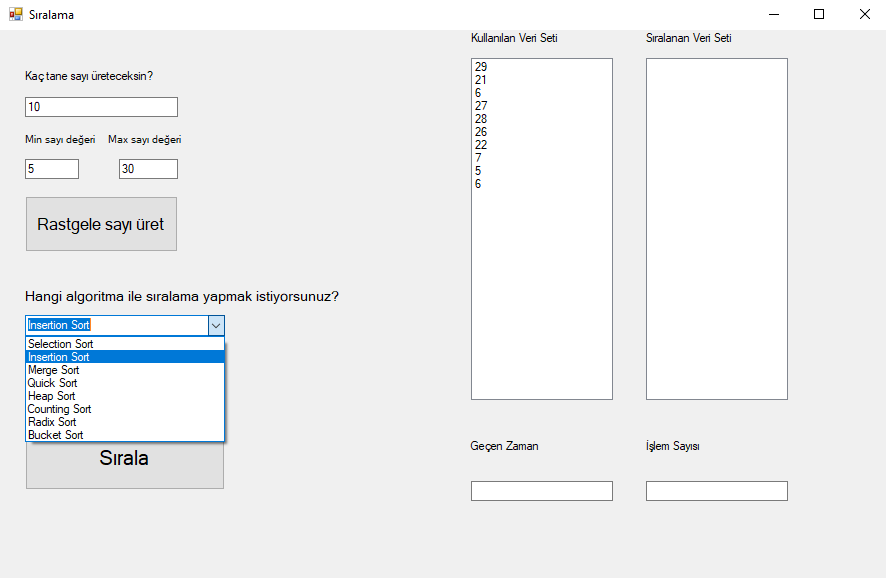 Sıralama
Kaç tane sayı üreteceksin?
10
Min sayı değeri Max sayı değeri
5 30
Rastgele sayı üret
Hangi algoritma ile sıralama yapmak istiyorsunuz?
Insertion Sort
Selection Sort
Insertion Sort
Merge Sort
Quick Sort
Heap Sort
Counting Sort
Radix Sort
Bucket Sort
Sırala
Kullanılan Veri Seti
29
21
6
27
28
26
22
7
5
6
Sıralanan Veri Seti
Geçen Zaman
İşlem Sayısı